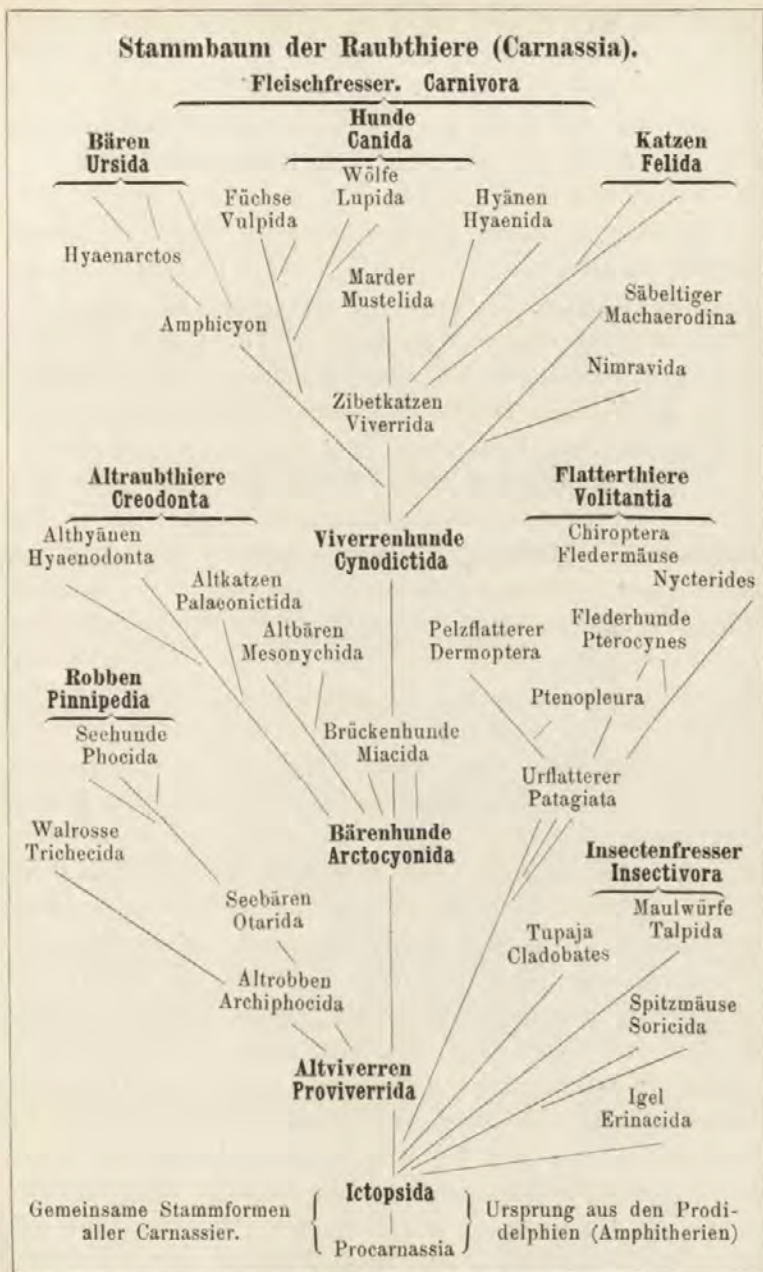 Stammbaum der Raubthiere (Carnassia).
Fleischfresser. Carnivora
Hunde
Canida
Bären
Ursida
Katzen
Felida
Wölfe
Lupida
Füchse
Vulpida
Hyänen
Hyaenida
Hyaenarctos
Marder
Mustelida
Säbeltiger
Machaerodina
Amphicyon
Nimravida
Zibetkatzen
Viverrida
Altraubthiere
Creodonta
Flatterthiere
Volitantia
Althyänen
Hyaenodonta
Viverrenhunde
Cynodictida
Chiroptera
Fledermäuse
Nycterides
Altkatzen
Palaeonictida
Altbären
Mesonychida
Pelzflatterer
Dermoptera
Flederhunde
Pterocynes
Robben
Pinnipedia
Ptenopleura
Seehunde
Phocida
Brückenhunde
Miacida
Urflatterer
Patagiata
Walrosse
Trichecida
Bärenhunde
Arctocyonida
Insectenfresser
Insectivora
Seebären
Otarida
Maulwürfe
Talpida
Tupaja
Cladobates
Altrobben
Archiphocida
Spitzmäuse
Soricida
Altviverren
Proviverrida
Igel
Erinacida
Ictopsida
Gemeinsame Stammformen
aller Carnassier.
Procarnassia
Ursprung aus den Prodi-
delphien (Amphitherien)